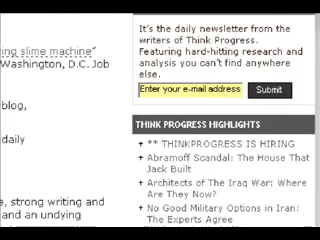 ing slime machine”
Washington, D.C. Job
blog,
daily
e, strong writing and
and an undying
It's the daily newsletter from the
writers of Think Progress.
Featuring hard-hitting research and
analysis you can't find anywhere
else.
Enter your e-mail address
Submit
THINK PROGRESS HIGHLIGHTS
+ ** THINKPROGRESS IS HIRING
+ Abramoff Scandal: The House That
Jack Built
+ Architects of The Iraq War: Where
Are They Now?
+ No Good Military Options in Iran:
The Experts Agree